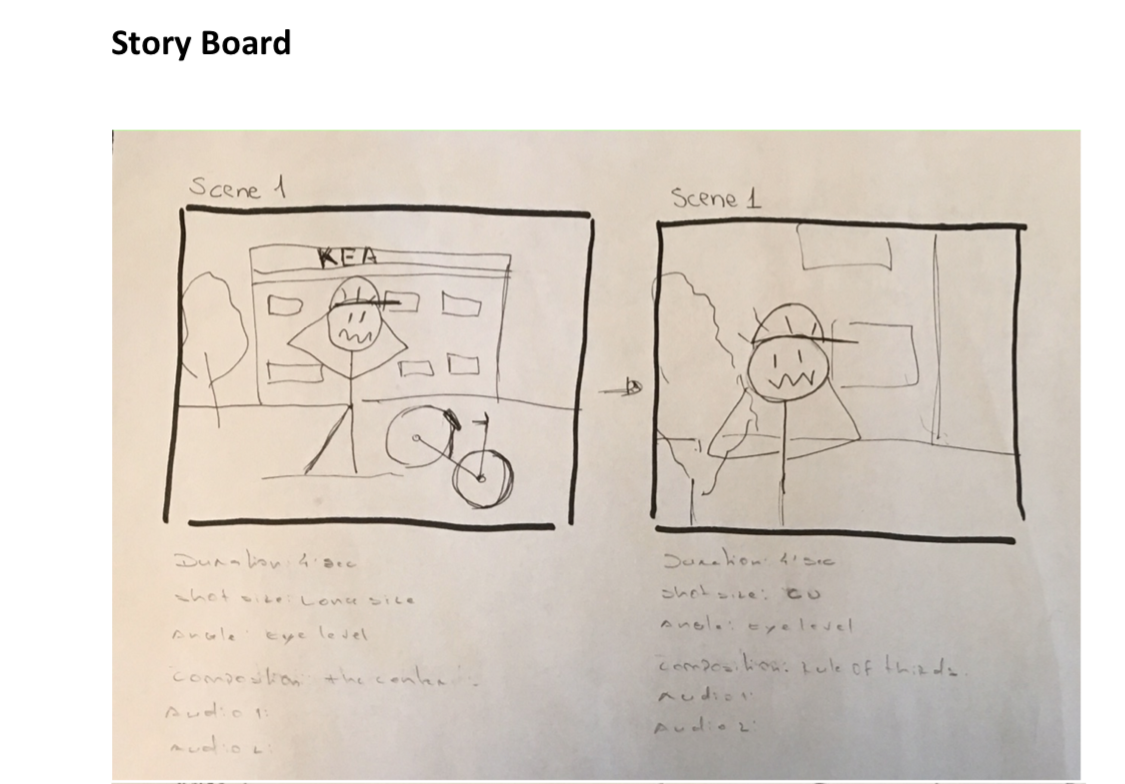 Story Board
Scene 1
KEA
Duration: 4 sec
Shot size: Long size
Angle: Eye level
Composition: the center
Audio 1:
Audio 2:
Scene 1
Duration: 4 sec
Shot size: CU
Angle: Eye level
Composition: Rule of thirds.
Audio 1:
Audio 2: